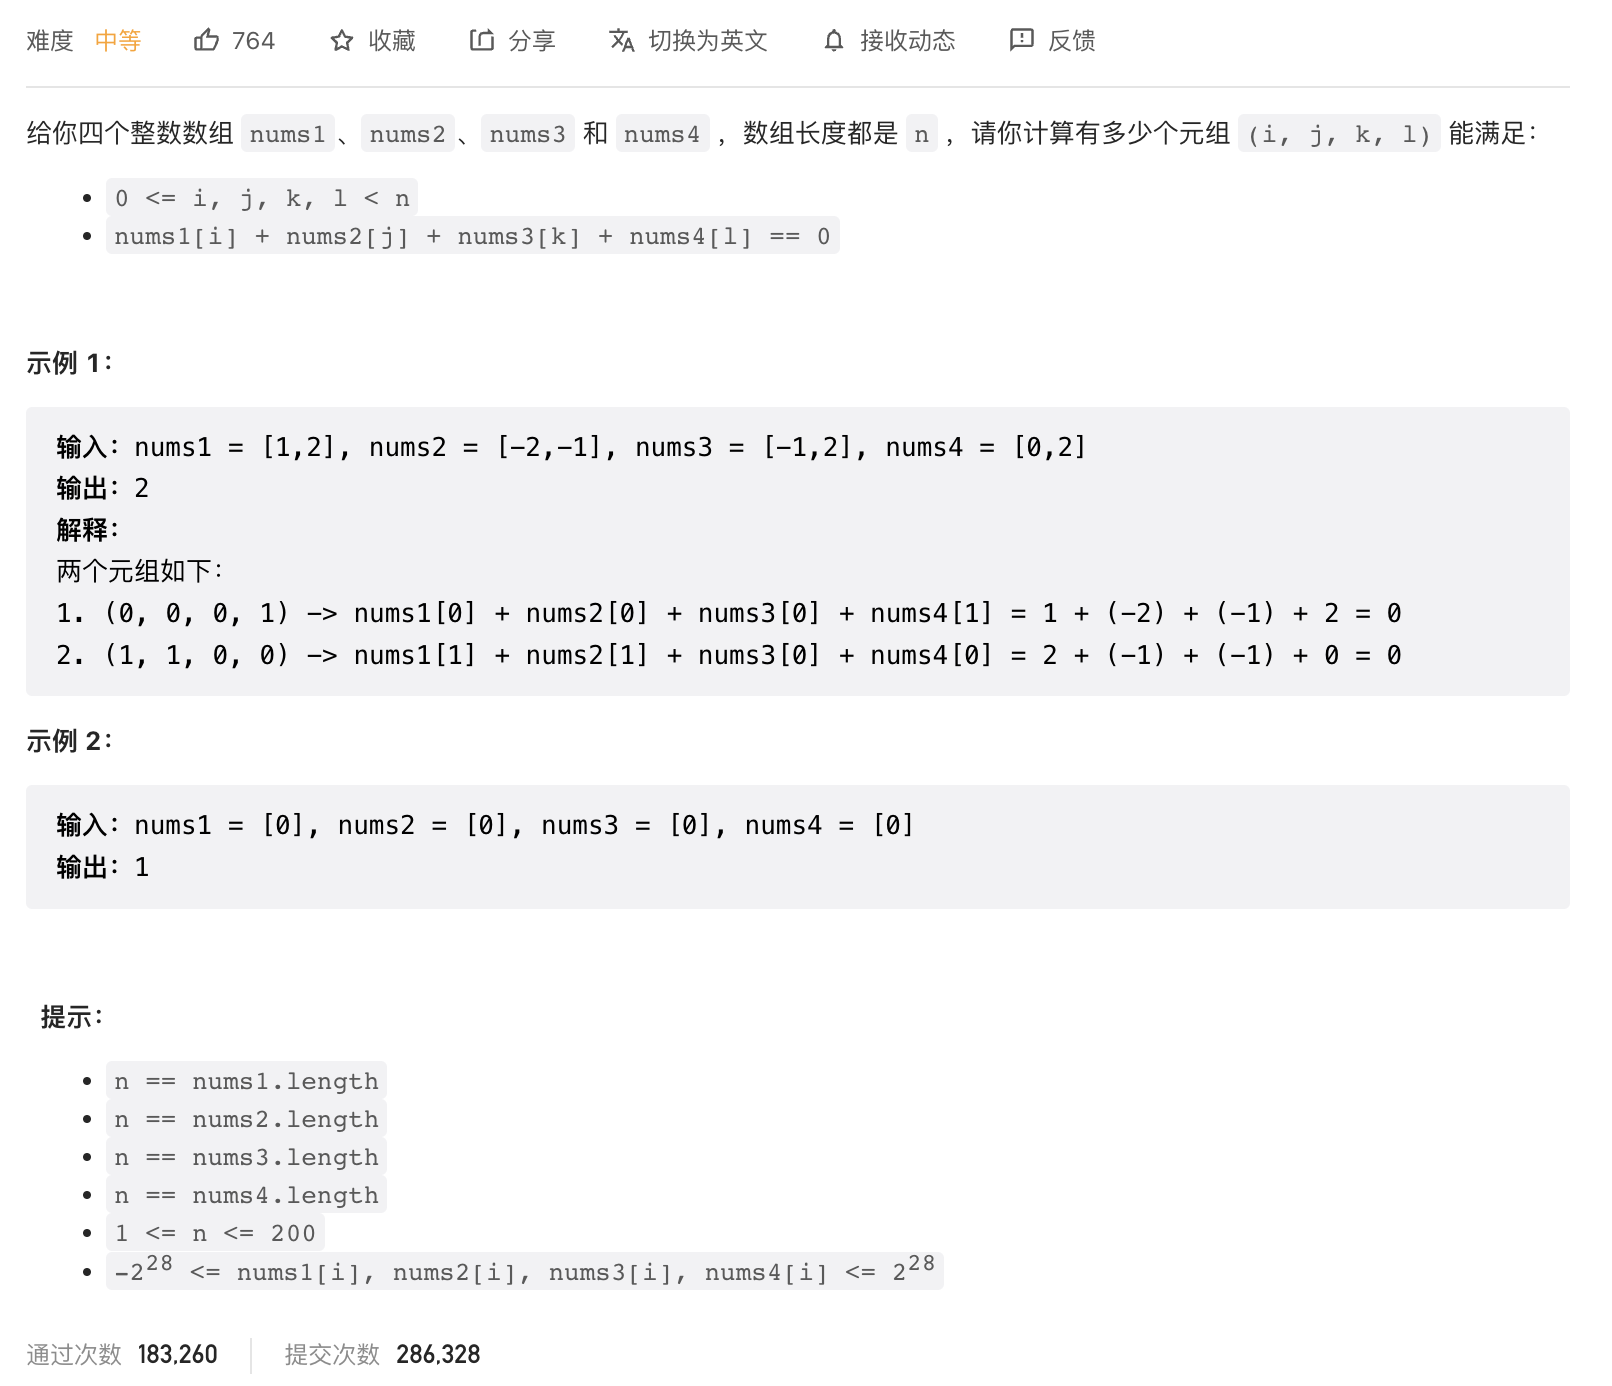 难度 中等 764 收藏 分享 切换为英文 接收动态 反馈
给你四个整数数组 nums1、nums2、nums3 和 nums4 ，数组长度都是 n ，请你计算有多少个元组 (i, j, k, l) 能满足：
• 0 <= i, j, k, l < n
• nums1[i] + nums2[j] + nums3[k] + nums4[l] == 0
示例 1：
输入：nums1 = [1,2], nums2 = [-2,-1], nums3 = [-1,2], nums4 = [0,2]
输出：2
解释：
两个元组如下：
1. (0, 0, 0, 1) -> nums1[0] + nums2[0] + nums3[0] + nums4[1] = 1 + (-2) + (-1) + 2 = 0
2. (1, 1, 0, 0) -> nums1[1] + nums2[1] + nums3[0] + nums4[0] = 2 + (-1) + (-1) + 0 = 0
示例 2：
输入：nums1 = [0], nums2 = [0], nums3 = [0], nums4 = [0]
输出：1
提示：
• n == nums1.length
• n == nums2.length
• n == nums3.length
• n == nums4.length
• 1 <= n <= 200
• -2²⁸ <= nums1[i], nums2[i], nums3[i], nums4[i] <= 2²⁸
通过次数 183,260 提交次数 286,328